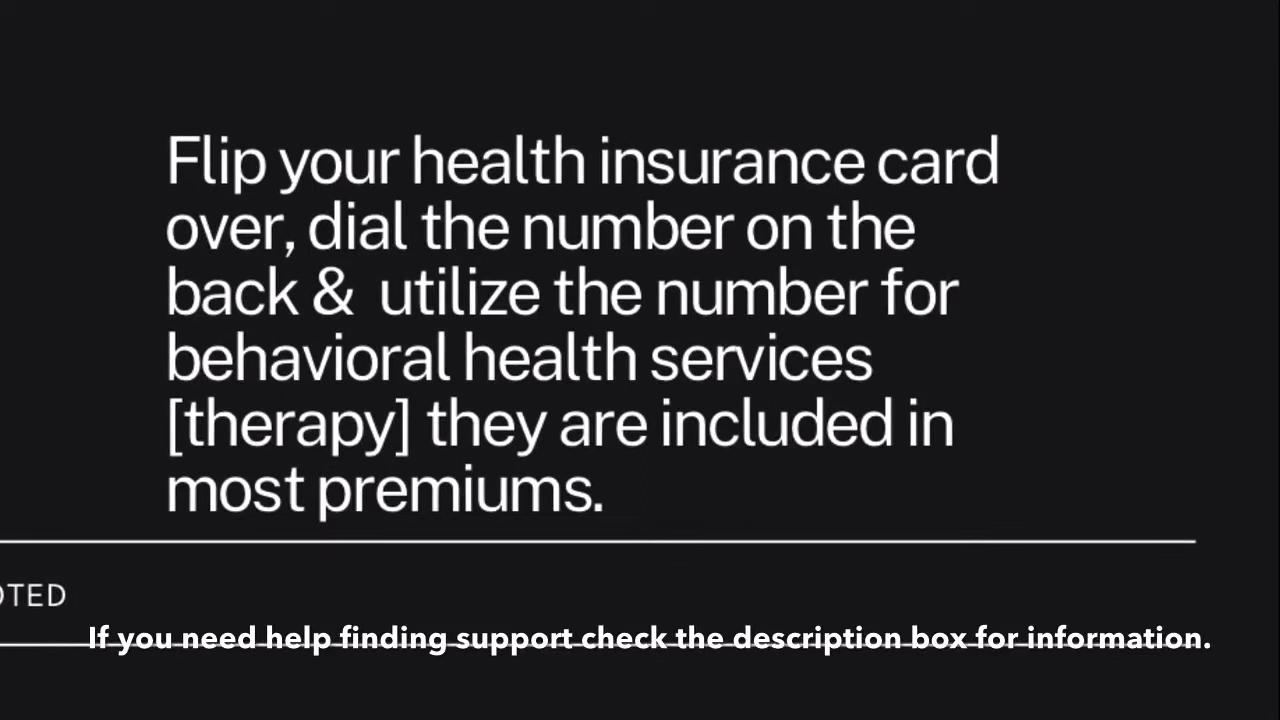 Flip your health insurance card
over, dial the number on the
back & utilize the number for
behavioral health services
[therapy] they are included in
most premiums.
OTED
If you need help finding support check the description box for information.